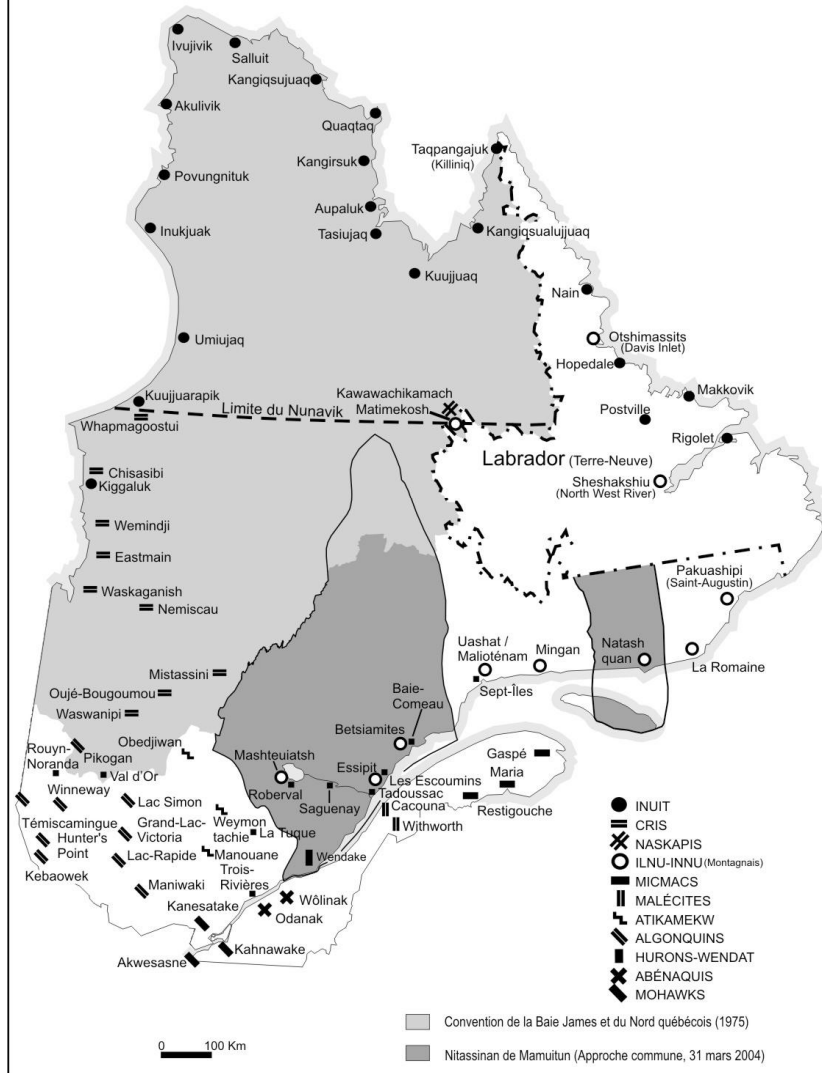 Ivujivik
Salluit
Kangiqsujuaq
Akulivik
Quaqtaq
Taqpangajuk
(Killiniq)
Kangirsuk
Povungnituk
Aupaluk
Inukjuak
Tasiujaq
Kangiqsualujjuaq
Kuujjuaq
Nain
Umiujaq
Otshimassits
(Davis Inlet)
Hopedale
Kuujjuarapik
Limite du Nunavik
Kawawachikamach
Matimekosh
Makkovik
Postville
Whapmagoostui
Rigolet
Labrador (Terre-Neuve)
Chisasibi
Kiggaluk
Sheshakshiu
(North West River)
Wemindji
Eastmain
Waskaganish
Nemiscau
Pakuashipi
(Saint-Augustin)
Uashat /
Malioténam
Mingan
Natash
quan
La Romaine
Mistassini
Sept-Îles
Oujé-Bougoumou
Baie-
Comeau
Waswanipi
Betsiamites
Obedjiwan
Rouyn-
Noranda
Pikogan
Val d'Or
Mashteuiatsh
Roberval
Essipit
Les Escoumins
Tadoussac
Saguenay
Cacouna
Withworth
Gaspé
Maria
Restigouche
Winneway
Lac Simon
Weymon
tachie
La Tuque
Témiscamingue
Hunter's
Point
Grand-Lac-
Victoria
Kebaowek
Lac-Rapide
Manouane
Trois-
Rivières
Wendake
Maniwaki
Kanesatake
Wôlinak
Odanak
Kahnawake
Akwesasne
INUIT
CRIS
NASKAPIS
ILNU-INNU (Montagnais)
MICMACS
MALÉCITES
ATIKAMEKW
ALGONQUINS
HURONS-WENDAT
ABÉNAQUIS
MOHAWKS
Convention de la Baie James et du Nord québécois (1975)
Nitassinan de Mamuitun (Approche commune, 31 mars 2004)
0 100 Km